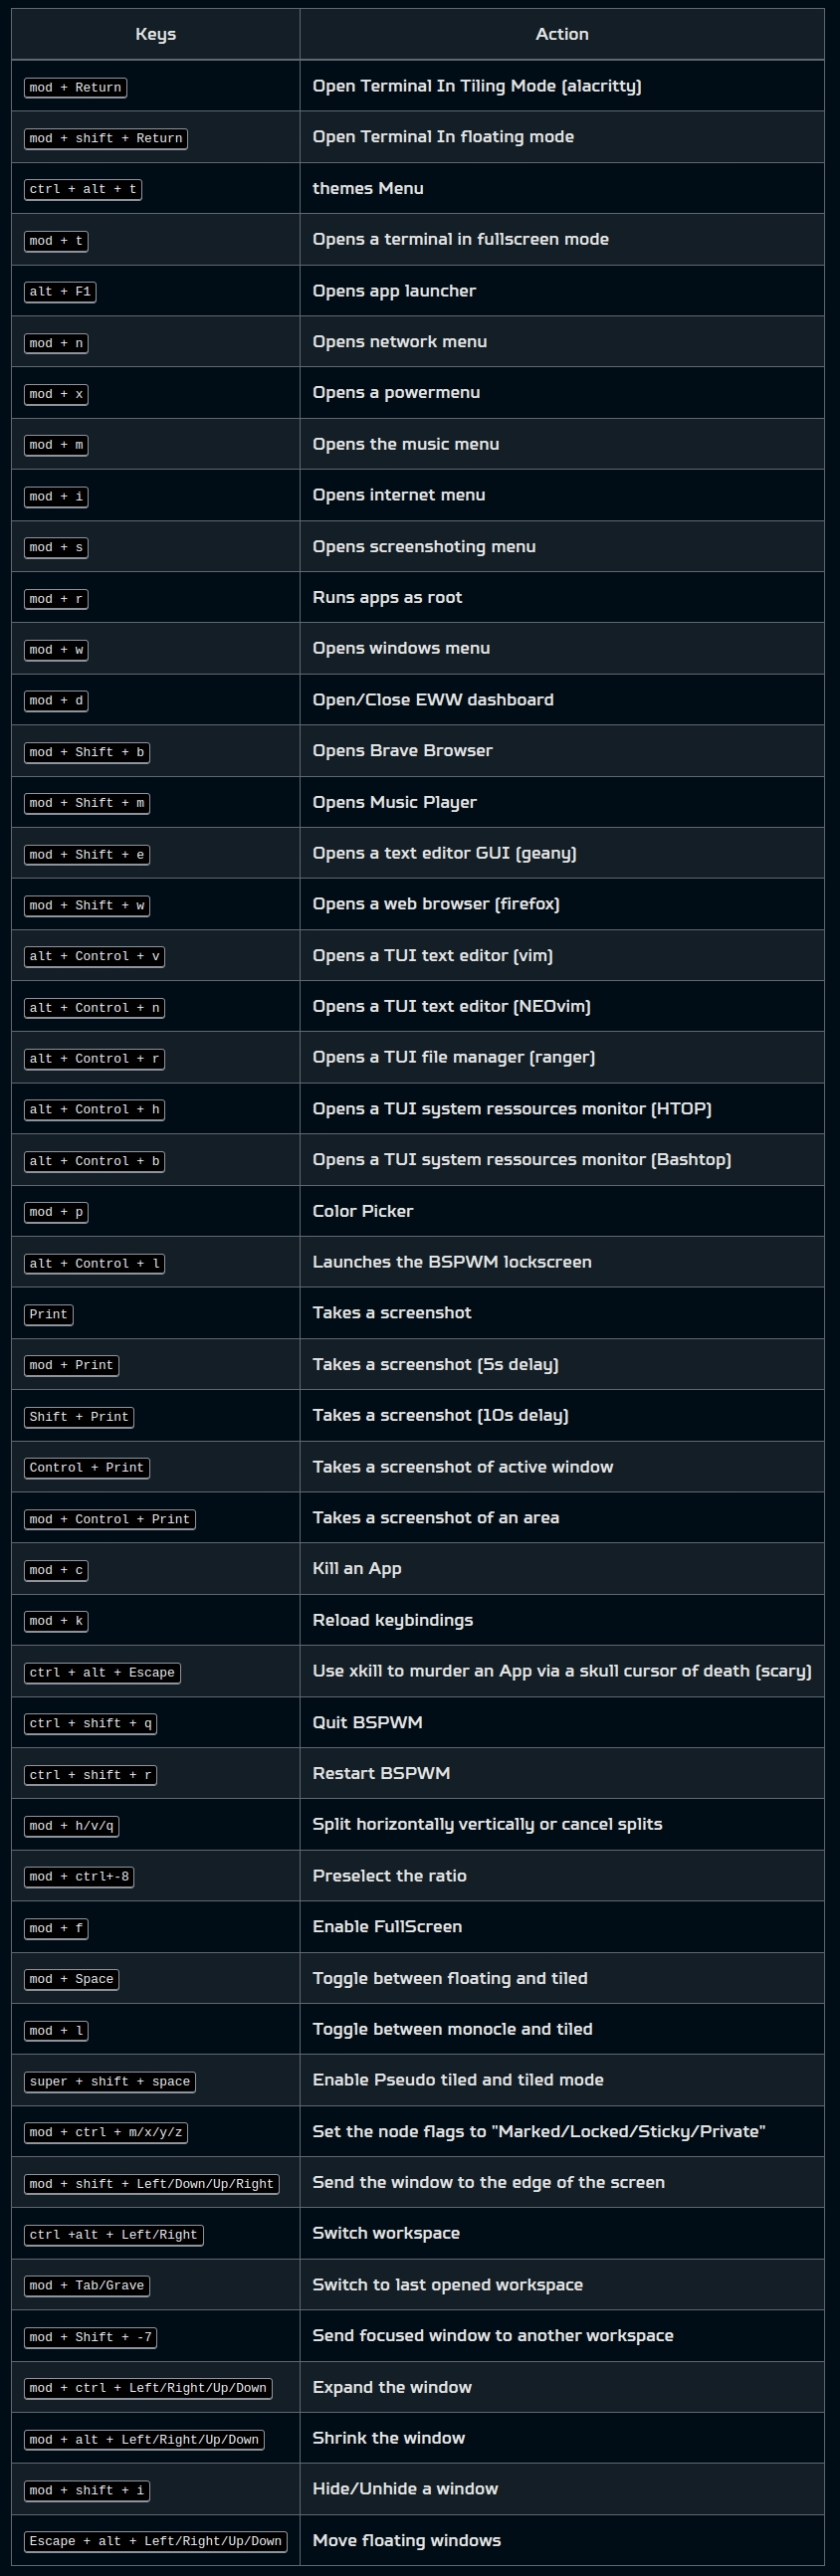 Keys Action
mod + Return Open Terminal In Tiling Mode (alacritty)
mod + shift + Return Open Terminal In floating mode
ctrl + alt + t themes Menu
mod + t Opens a terminal in fullscreen mode
alt + F1 Opens app launcher
mod + n Opens network menu
mod + x Opens a powermenu
mod + m Opens the music menu
mod + i Opens internet menu
mod + s Opens screenshoting menu
mod + r Runs apps as root
mod + w Opens windows menu
mod + d Open/Close EWW dashboard
mod + Shift + b Opens Brave Browser
mod + Shift + m Opens Music Player
mod + Shift + e Opens a text editor GUI (geany)
mod + Shift + w Opens a web browser (firefox)
alt + Control + v Opens a TUI text editor (vim)
alt + Control + n Opens a TUI text editor (NEOvim)
alt + Control + r Opens a TUI file manager (ranger)
alt + Control + h Opens a TUI system ressources monitor (HTOP)
alt + Control + b Opens a TUI system ressources monitor (Bashtop)
mod + p Color Picker
alt + Control + l Launches the BSPWM lockscreen
Print Takes a screenshot
mod + Print Takes a screenshot (5s delay)
Shift + Print Takes a screenshot (10s delay)
Control + Print Takes a screenshot of active window
mod + Control + Print Takes a screenshot of an area
mod + c Kill an App
mod + k Reload keybindings
ctrl + alt + Escape Use xkill to murder an App via a skull cursor of death (scary)
ctrl + shift + q Quit BSPWM
ctrl + shift + r Restart BSPWM
mod + h/v/q Split horizontally vertically or cancel splits
mod + ctrl+-8 Preselect the ratio
mod + f Enable FullScreen
mod + Space Toggle between floating and tiled
mod + l Toggle between monocle and tiled
super + shift + space Enable Pseudo tiled and tiled mode
mod + ctrl + m/x/y/z Set the node flags to "Marked/Locked/Sticky/Private"
mod + shift + Left/Down/Up/Right Send the window to the edge of the screen
ctrl +alt + Left/Right Switch workspace
mod + Tab/Grave Switch to last opened workspace
mod + Shift + -7 Send focused window to another workspace
mod + ctrl + Left/Right/Up/Down Expand the window
mod + alt + Left/Right/Up/Down Shrink the window
mod + shift + i Hide/Unhide a window
Escape + alt + Left/Right/Up/Down Move floating windows